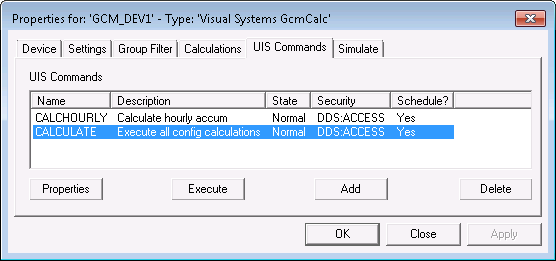 Properties for: 'GCM_DEV1' - Type: 'Visual Systems GcmCalc'
Device Settings Group Filter Calculations UIS Commands Simulate
UIS Commands
Name Description State Security Schedule?
CALCHOURLY Calculate hourly accum Normal DDS:ACCESS Yes
CALCULATE Execute all config calculations Normal DDS:ACCESS Yes
Properties Execute Add Delete
OK Close Apply